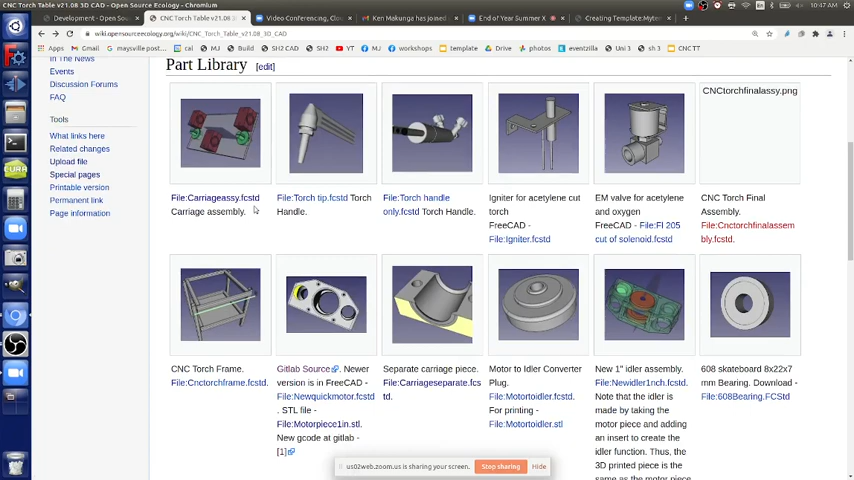 CNC Torch Table v21.08 3D CAD - Open Source Ecology - Chromium
10:47 AM
Development - Open Sou
CNC Torch Table v21.08
Video Conferencing, Clou
Ken Makunga has joined
End of Year Summer X
Creating Template:Myte
wiki.opensourceecology.org/wiki/CNC_Torch_Table_v21.08_3D_CAD
Apps
Gmail
maysville post...
cal
MJ
Build
SH2 CAD
SH2
YT
MJ
workshops
template
Drive
photos
eventzilla
Uni 3
sh 3
CNC TT
In The News
Events
Discussion Forums
FAQ
Tools
What links here
Related changes
Upload file
Special pages
Printable version
Permanent link
Page information
Part Library [edit]
CNCtorchfinalassy.png
File:Carriageassy.fcstd
Carriage assembly.
File:Torch tip.fcstd Torch
Handle.
File:Torch handle
only.fcstd Torch Handle.
Igniter for acetylene cut
torch
FreeCAD -
File:Igniter.fcstd
EM valve for acetylene
and oxygen
FreeCAD - File:Fl 205
cut of solenoid.fcstd
CNC Torch Final
Assembly.
File:Cnctorchfinalassem
bly.fcstd.
CNC Torch Frame.
File:Cnctorchframe.fcstd.
Gitlab Source. Newer
version is in FreeCAD -
File:Newquickmotor.fcstd
. STL file -
File:Motorpiece1in.stl.
New gcode at gitlab -
[1]
Separate carriage piece.
File:Carriageseparate.fcs
td.
Motor to Idler Converter
Plug.
File:Motortoidler.fcstd.
For printing -
File:Motortoidler.stl
New 1" idler assembly.
File:Newidler1nch.fcstd.
Note that the idler is
made by taking the
motor piece and adding
an insert to create the
idler function. Thus, the
3D printed piece is the
same as the motor piece
608 skateboard 8x22x7
mm Bearing. Download -
File:608Bearing.FCStd
us02web.zoom.us is sharing your screen.
Stop sharing
Hide